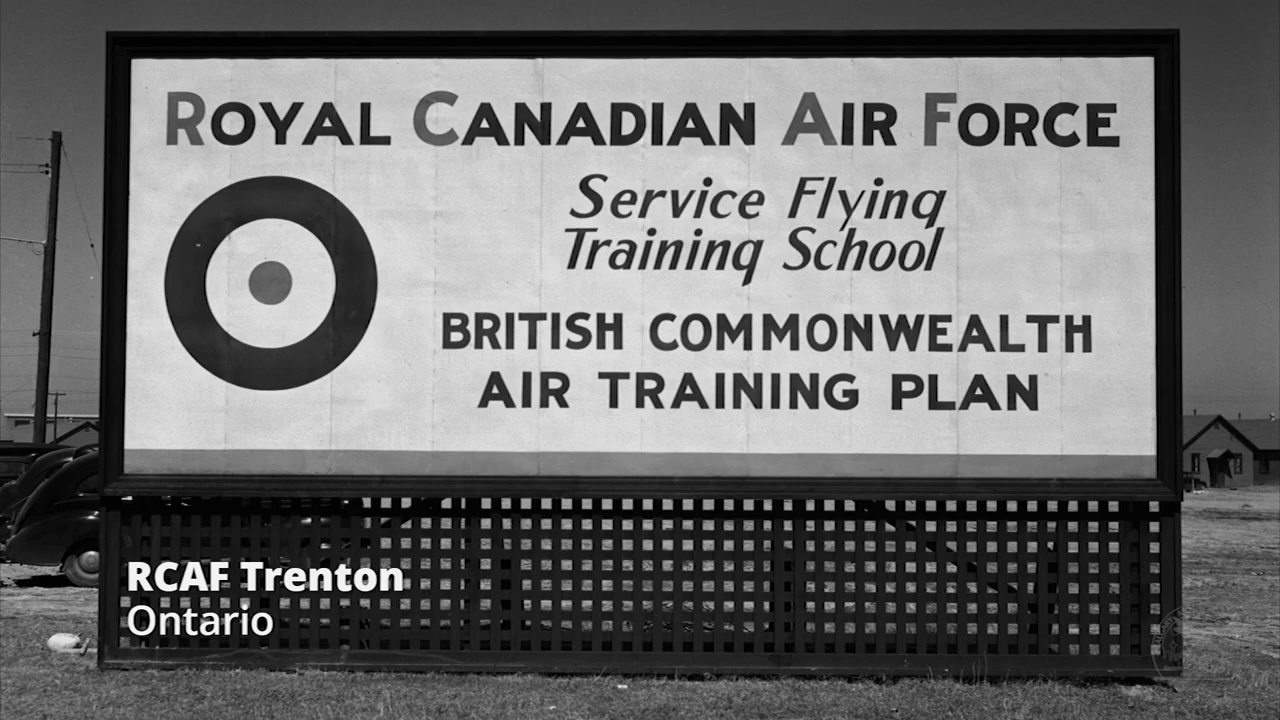 ROYAL CANADIAN AIR FORCE
Service Flying
Training School
BRITISH COMMONWEALTH
AIR TRAINING PLAN
RCAF Trenton
Ontario